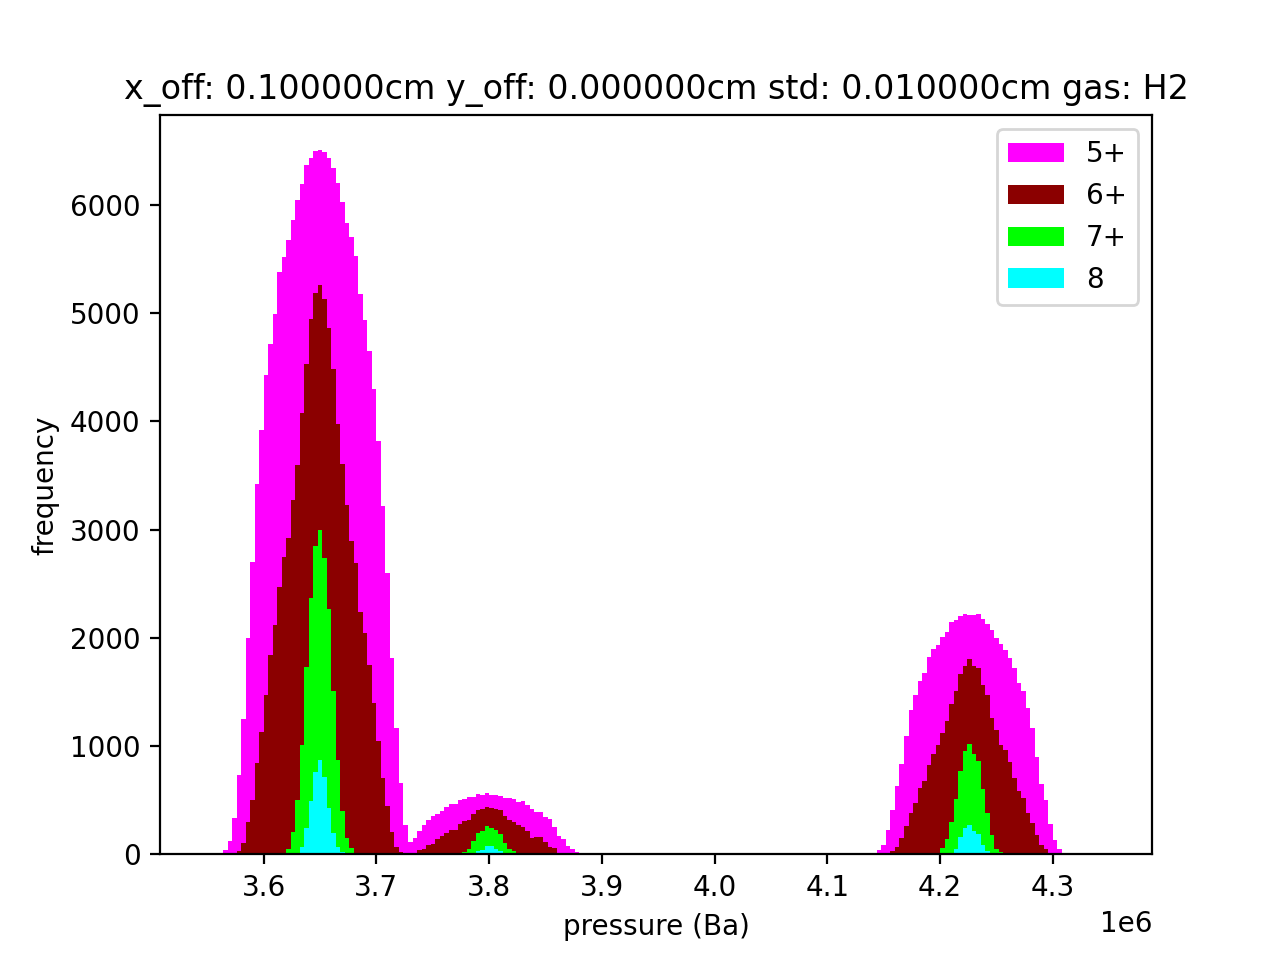 x_off: 0.100000cm y_off: 0.000000cm std: 0.010000cm gas: H2
5+
6+
7+
8
6000
5000
4000
3000
2000
1000
0
frequency
3.6 3.7 3.8 3.9 4.0 4.1 4.2 4.3
1e6
pressure (Ba)